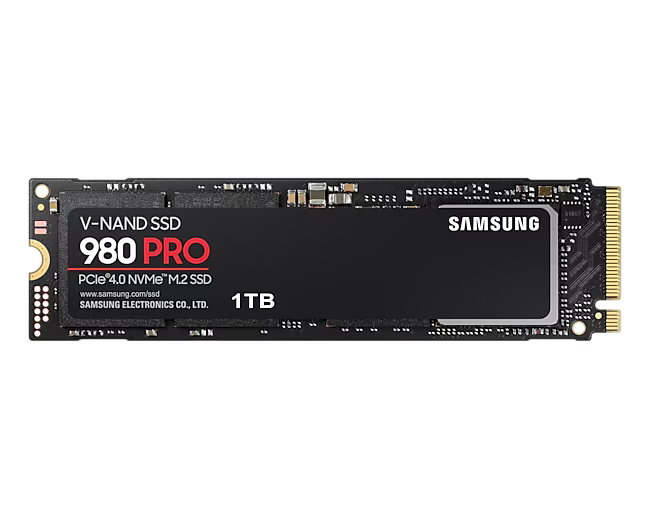 V-NAND SSD
980 PRO
PCIe® 4.0 NVMe™ M.2 SSD
www.samsung.com/ssd
SAMSUNG ELECTRONICS CO., LTD.
1TB
SAMSUNG